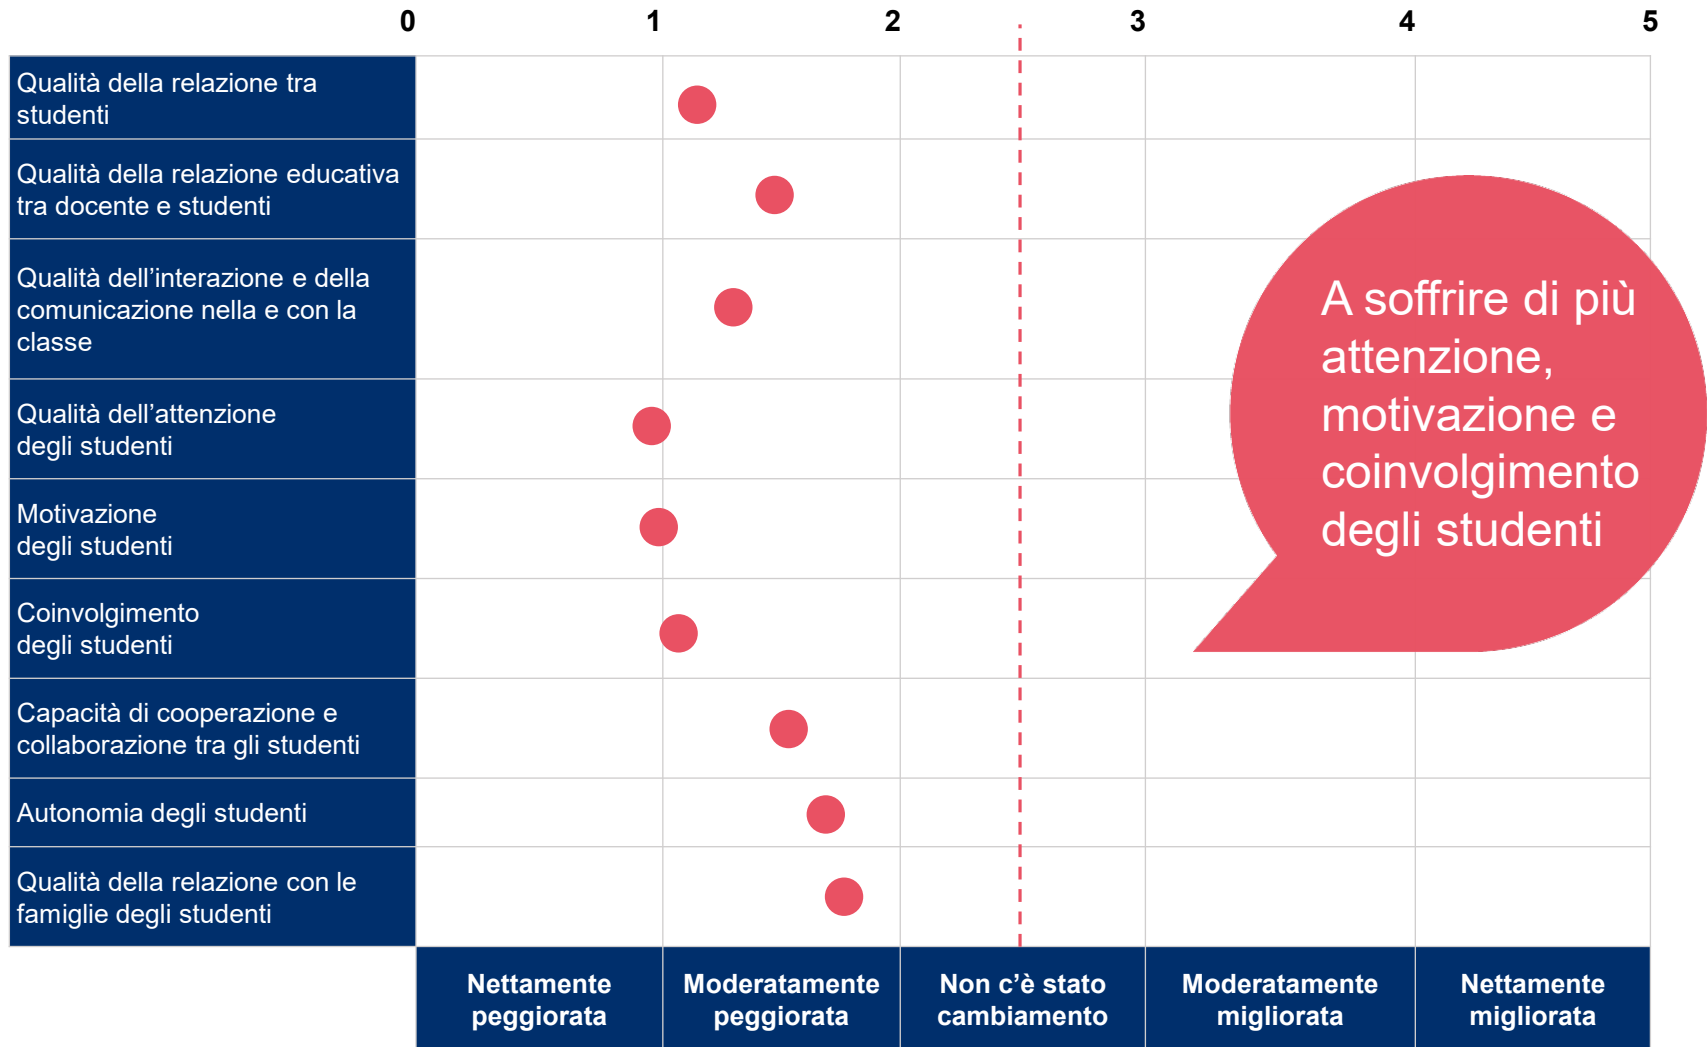 0 1 2 3 4 5
Qualità della relazione tra
studenti
Qualità della relazione educativa
tra docente e studenti
Qualità dell’interazione e della
comunicazione nella e con la
classe
Qualità dell’attenzione
degli studenti
Motivazione
degli studenti
Coinvolgimento
degli studenti
Capacità di cooperazione e
collaborazione tra gli studenti
Autonomia degli studenti
Qualità della relazione con le
famiglie degli studenti
A soffrire di più
attenzione,
motivazione e
coinvolgimento
degli studenti
Nettamente
peggiorata
Moderatamente
peggiorata
Non c’è stato
cambiamento
Moderatamente
migliorata
Nettamente
migliorata